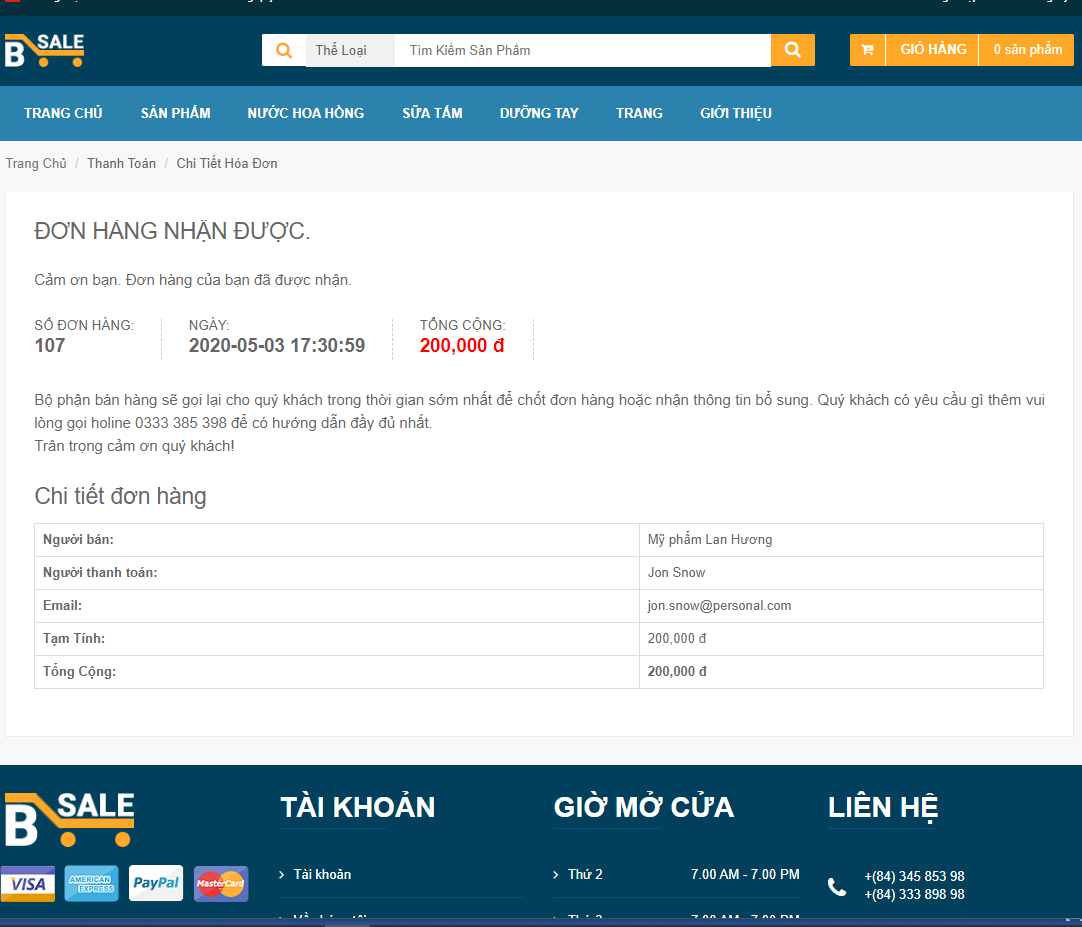 B SALE
Thể Loại
Tìm Kiếm Sản Phẩm
GIỎ HÀNG
0 sản phẩm
TRANG CHỦ
SẢN PHẨM
NƯỚC HOA HỒNG
SỮA TẮM
DƯỠNG TAY
TRANG
GIỚI THIỆU
Trang Chủ / Thanh Toán / Chi Tiết Hóa Đơn
ĐƠN HÀNG NHẬN ĐƯỢC.
Cảm ơn bạn. Đơn hàng của bạn đã được nhận.
SỐ ĐƠN HÀNG:
107
NGÀY:
2020-05-03 17:30:59
TỔNG CỘNG:
200,000 đ
Bộ phận bán hàng sẽ gọi lại cho quý khách trong thời gian sớm nhất để chốt đơn hàng hoặc nhận thông tin bổ sung. Quý khách có yêu cầu gì thêm vui
lòng gọi holine 0333 385 398 để có hướng dẫn đầy đủ nhất.
Trân trọng cảm ơn quý khách!
Chi tiết đơn hàng
Người bán: Mỹ phẩm Lan Hương
Người thanh toán: Jon Snow
Email: jon.snow@personal.com
Tạm Tính: 200,000 đ
Tổng Cộng: 200,000 đ
B SALE
VISA
AMERICAN EXPRESS
PayPal
MasterCard
TÀI KHOẢN
Tài khoản
GIỜ MỞ CỬA
Thứ 2 7.00 AM - 7.00 PM
LIÊN HỆ
+(84) 345 853 98
+(84) 333 898 98